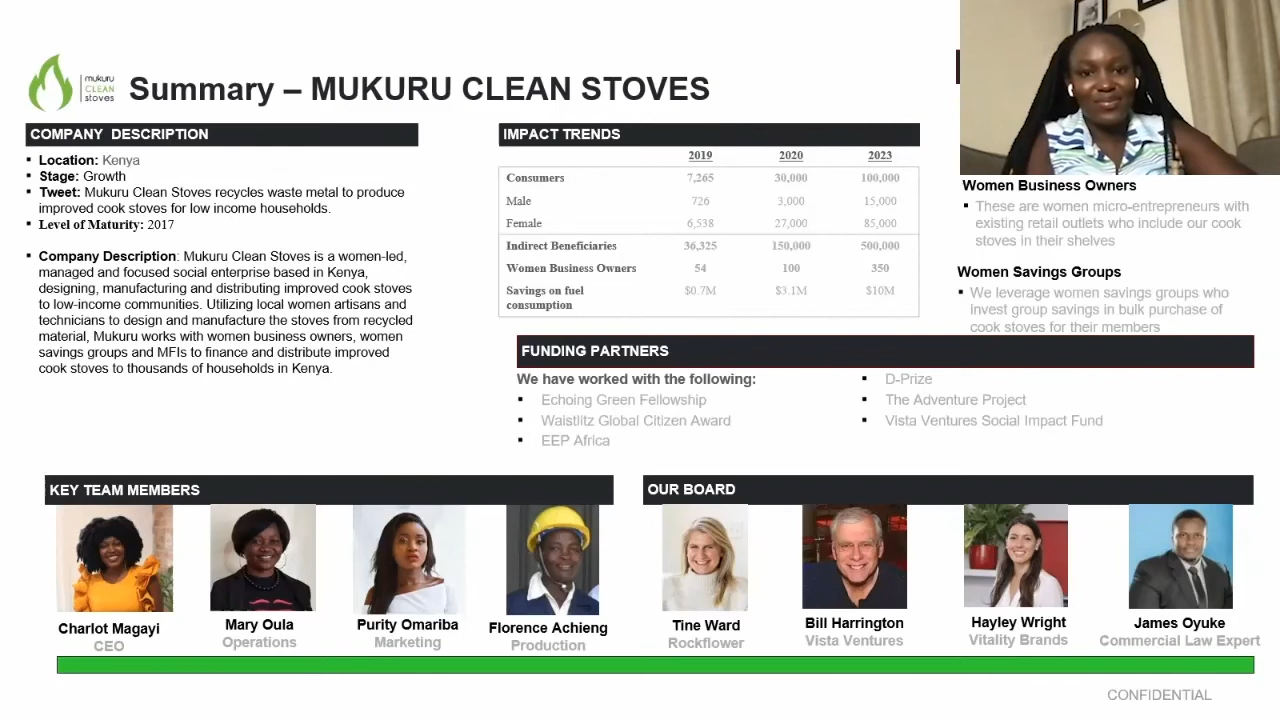 mukuru
CLEAN
stoves
Summary – MUKURU CLEAN STOVES
COMPANY DESCRIPTION
▪ Location: Kenya
▪ Stage: Growth
▪ Tweet: Mukuru Clean Stoves recycles waste metal to produce
improved cook stoves for low income households.
▪ Level of Maturity: 2017
▪ Company Description: Mukuru Clean Stoves is a women-led,
managed and focused social enterprise based in Kenya,
designing, manufacturing and distributing improved cook stoves
to low-income communities. Utilizing local women artisans and
technicians to design and manufacture the stoves from recycled
material, Mukuru works with women business owners, women
savings groups and MFIs to finance and distribute improved
cook stoves to thousands of households in Kenya.
IMPACT TRENDS
2019 2020 2023
Consumers 7,265 30,000 100,000
Male 726 3,000 15,000
Female 6,538 27,000 85,000
Indirect Beneficiaries 36,325 150,000 500,000
Women Business Owners 54 100 350
Savings on fuel $0.7M $3.1M $10M
consumption
Women Business Owners
▪ These are women micro-entrepreneurs with
existing retail outlets who include our cook
stoves in their shelves
Women Savings Groups
▪ We leverage women savings groups who
invest group savings in bulk purchase of
cook stoves for their members
FUNDING PARTNERS
We have worked with the following:
▪ Echoing Green Fellowship
▪ Waistlitz Global Citizen Award
▪ EEP Africa
▪ D-Prize
▪ The Adventure Project
▪ Vista Ventures Social Impact Fund
KEY TEAM MEMBERS
Charlot Magayi
CEO
Mary Oula
Operations
Purity Omariba
Marketing
Florence Achieng
Production
OUR BOARD
Tine Ward
Rockflower
Bill Harrington
Vista Ventures
Hayley Wright
Vitality Brands
James Oyuke
Commercial Law Expert
CONFIDENTIAL